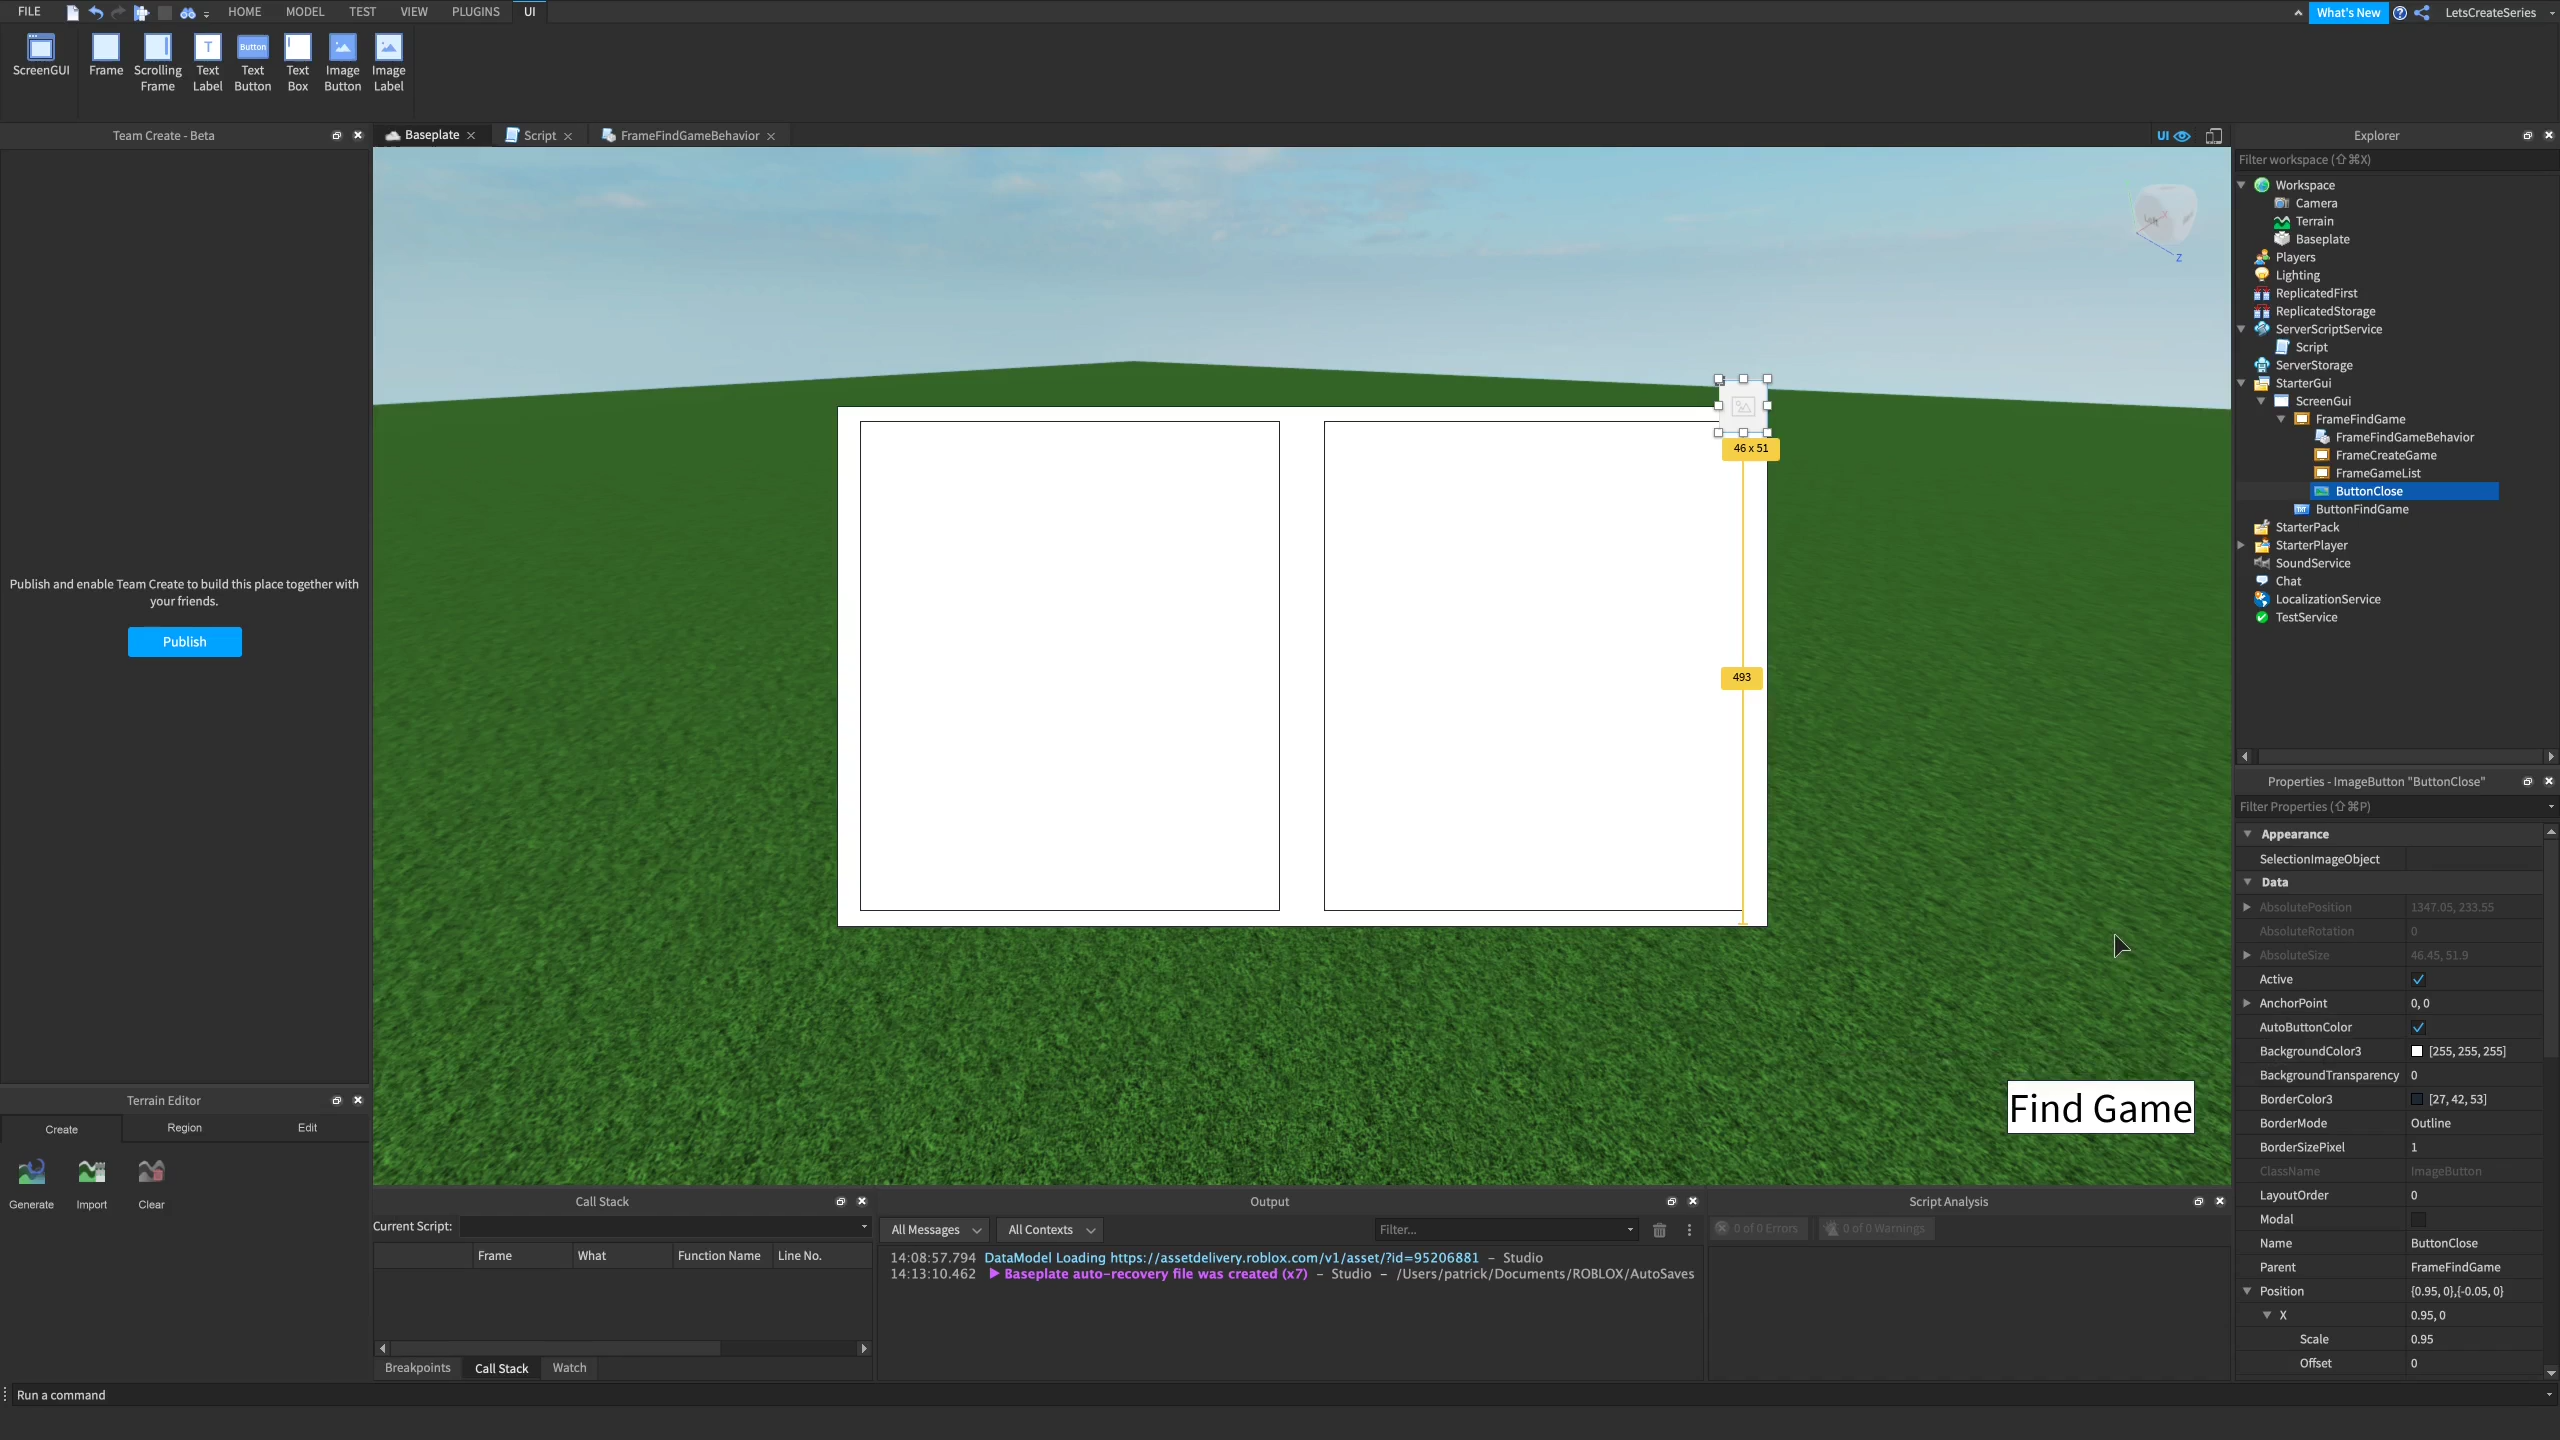 FILE HOME MODEL TEST VIEW PLUGINS UI What's New LetsCreateSeries
ScreenGUI Frame Scrolling Frame Text Label Text Button Text Box Image Button Image Label
Button
T
Team Create - Beta
Publish and enable Team Create to build this place together with
your friends.
Publish
Terrain Editor
Create Region Edit
Generate Import Clear
Baseplate Script FrameFindGameBehavior UI
Z
46 x 51
493
Find Game
Call Stack
Current Script:
Frame What Function Name Line No.
Breakpoints Call Stack Watch
Output
All Messages All Contexts Filter...
14:08:57.794 DataModel Loading https://assetdelivery.roblox.com/v1/asset/?id=95206881 – Studio
14:13:10.462 Baseplate auto-recovery file was created (x7) – Studio – /Users/patrick/Documents/ROBLOX/AutoSaves
Script Analysis
0 of 0 Errors 0 of 0 Warnings
Run a command
Explorer
Filter workspace (⇧⌘X)
Workspace
Camera
Terrain
Baseplate
Players
Lighting
ReplicatedFirst
ReplicatedStorage
ServerScriptService
Script
ServerStorage
StarterGui
ScreenGui
FrameFindGame
FrameFindGameBehavior
FrameCreateGame
FrameGameList
ButtonClose
ButtonFindGame
StarterPack
StarterPlayer
SoundService
Chat
LocalizationService
TestService
Properties - ImageButton "ButtonClose"
Filter Properties (⇧⌘P)
Appearance
SelectionImageObject
Data
AbsolutePosition 1347.05, 233.55
AbsoluteRotation 0
AbsoluteSize 46.45, 51.9
Active
AnchorPoint 0, 0
AutoButtonColor
BackgroundColor3 [255, 255, 255]
BackgroundTransparency 0
BorderColor3 [27, 42, 53]
BorderMode Outline
BorderSizePixel 1
ClassName ImageButton
LayoutOrder 0
Modal
Name ButtonClose
Parent FrameFindGame
Position {0.95, 0},{-0.05, 0}
X 0.95, 0
Scale 0.95
Offset 0